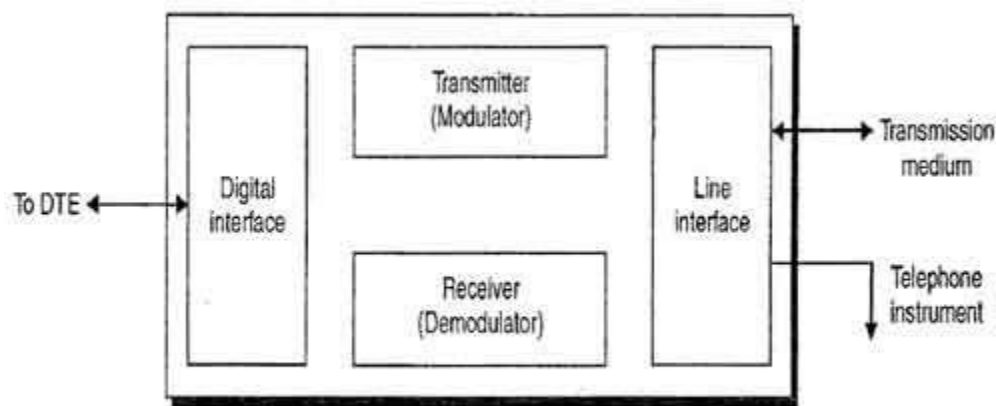 To DTE
Digital
interface
Transmitter
(Modulator)
Receiver
(Demodulator)
Line
interface
Transmission
medium
Telephone
instrument